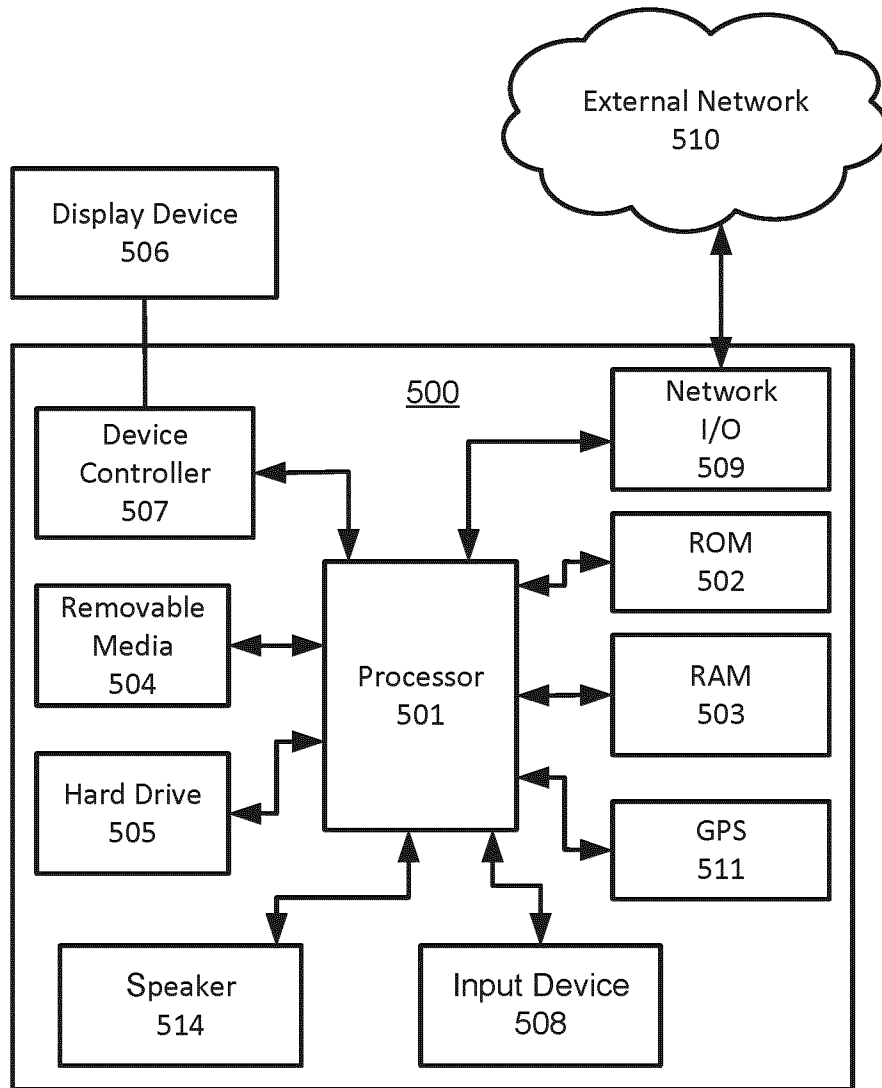 External Network
510
Display Device
506
500
Network
I/O
509
Device
Controller
507
ROM
502
Removable
Media
504
Processor
501
RAM
503
Hard Drive
505
GPS
511
Speaker
514
Input Device
508